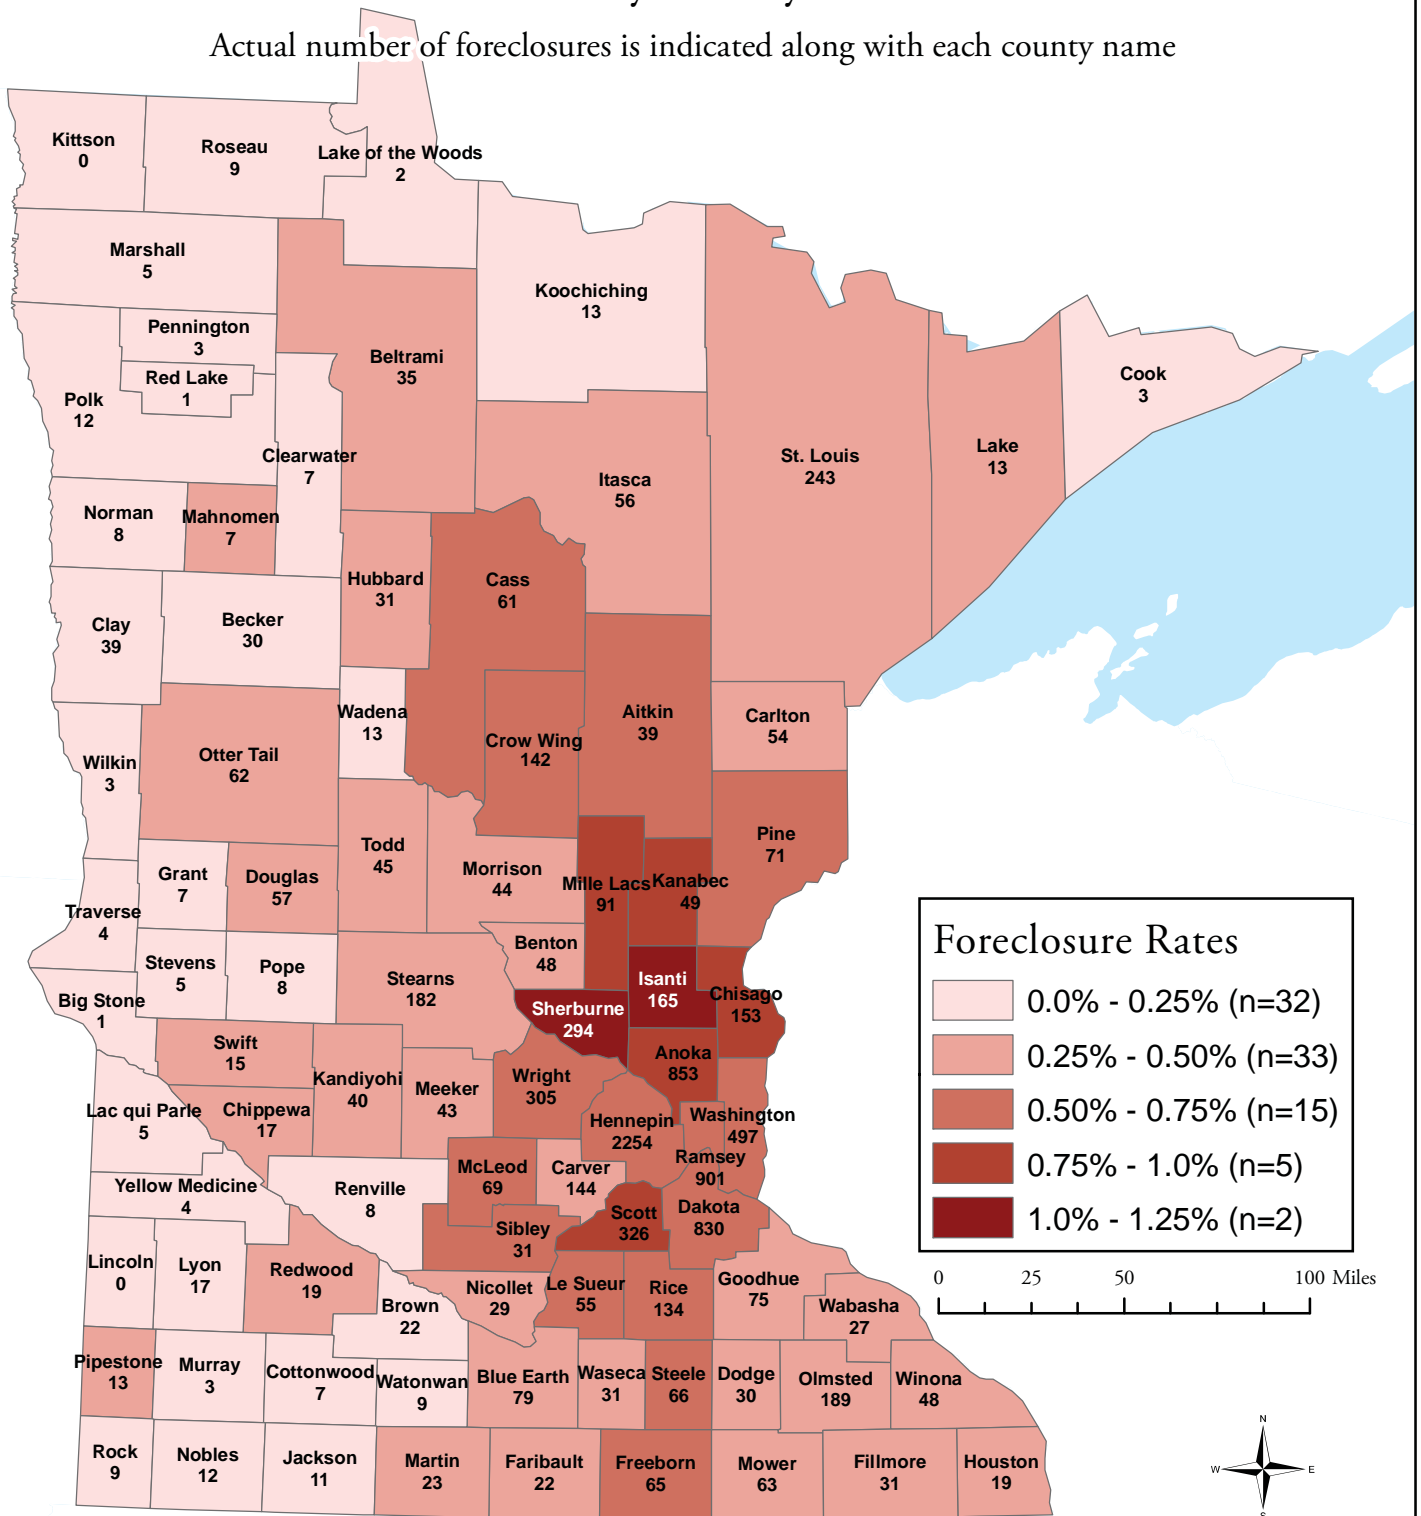 Actual number of foreclosures is indicated along with each county name
Kittson
0
Roseau
9
Lake of the Woods
2
Marshall
5
Koochiching
13
Pennington
3
Red Lake
1
Polk
12
Beltrami
35
Cook
3
Clearwater
7
Itasca
56
St. Louis
243
Lake
13
Norman
8
Mahnomen
7
Hubbard
31
Cass
61
Clay
39
Becker
30
Wadena
13
Crow Wing
142
Aitkin
39
Carlton
54
Wilkin
3
Otter Tail
62
Pine
71
Todd
45
Morrison
44
Grant
7
Douglas
57
Mille Lacs
91
Kanabec
49
Traverse
4
Stevens
5
Pope
8
Stearns
182
Benton
48
Isanti
165
Chisago
153
Big Stone
1
Sherburne
294
Swift
15
Kandiyohi
40
Meeker
43
Wright
305
Anoka
853
Lac qui Parle
5
Chippewa
17
Hennepin
2254
Washington
497
Ramsey
901
Yellow Medicine
4
Renville
8
McLeod
69
Carver
144
Scott
326
Dakota
830
Sibley
31
Lincoln
0
Lyon
17
Redwood
19
Brown
22
Nicollet
29
Le Sueur
55
Rice
134
Goodhue
75
Wabasha
27
Pipestone
13
Murray
3
Cottonwood
7
Watonwan
9
Blue Earth
79
Waseca
31
Steele
66
Dodge
30
Olmsted
189
Winona
48
Rock
9
Nobles
12
Jackson
11
Martin
23
Faribault
22
Freeborn
65
Mower
63
Fillmore
31
Houston
19
Foreclosure Rates
0.0% - 0.25% (n=32)
0.25% - 0.50% (n=33)
0.50% - 0.75% (n=15)
0.75% - 1.0% (n=5)
1.0% - 1.25% (n=2)
0 25 50 100 Miles
N
W E
S